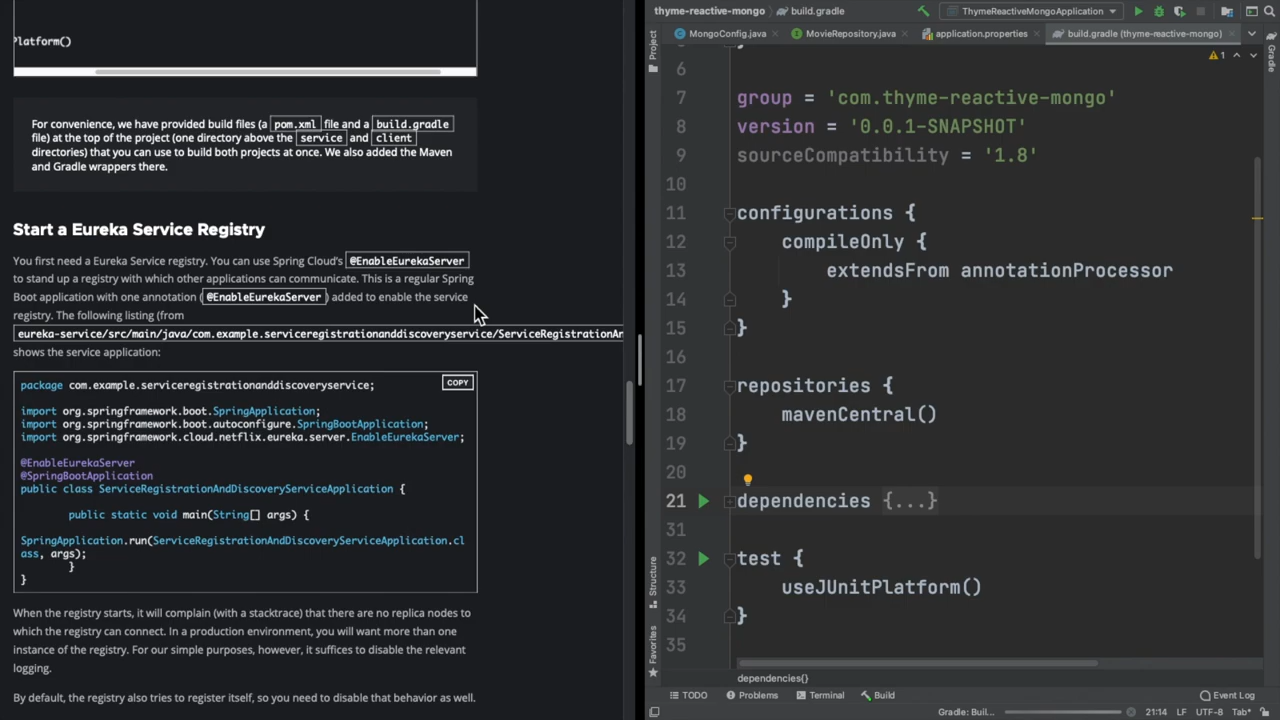 Platform()
For convenience, we have provided build files (a pom.xml file and a build.gradle
file) at the top of the project (one directory above the service and client
directories) that you can use to build both projects at once. We also added the Maven
and Gradle wrappers there.
Start a Eureka Service Registry
You first need a Eureka Service registry. You can use Spring Cloud's @EnableEurekaServer
to stand up a registry with which other applications can communicate. This is a regular Spring
Boot application with one annotation (@EnableEurekaServer) added to enable the service
registry. The following listing (from
eureka-service/src/main/java/com.example.serviceregistrationanddiscoveryservice/ServiceRegistrationAn
shows the service application:
COPY
package com.example.serviceregistrationanddiscoveryservice;
import org.springframework.boot.SpringApplication;
import org.springframework.boot.autoconfigure.SpringBootApplication;
import org.springframework.cloud.netflix.eureka.server.EnableEurekaServer;
@EnableEurekaServer
@SpringBootApplication
public class ServiceRegistrationAndDiscoveryServiceApplication {
public static void main(String[] args) {
SpringApplication.run(ServiceRegistrationAndDiscoveryServiceApplication.cl
ass, args);
}
}
When the registry starts, it will complain (with a stacktrace) that there are no replica nodes to
which the registry can connect. In a production environment, you will want more than one
instance of the registry. For our simple purposes, however, it suffices to disable the relevant
logging.
By default, the registry also tries to register itself, so you need to disable that behavior as well.
thyme-reactive-mongo build.gradle ThymeReactiveMongoApplication
MongoConfig.java MovieRepository.java application.properties build.gradle (thyme-reactive-mongo)
Project
Structure
Favorites
Gradle
1
6 }
7 group = 'com.thyme-reactive-mongo'
8 version = '0.0.1-SNAPSHOT'
9 sourceCompatibility = '1.8'
10
11 configurations {
12 compileOnly {
13 extendsFrom annotationProcessor
14 }
15 }
16
17 repositories {
18 mavenCentral()
19 }
20
21 dependencies {...}
31
32 test {
33 useJUnitPlatform()
34 }
35
dependencies{}
TODO Problems Terminal Build Event Log
Gradle: Buil... 21:14 LF UTF-8 Tab*